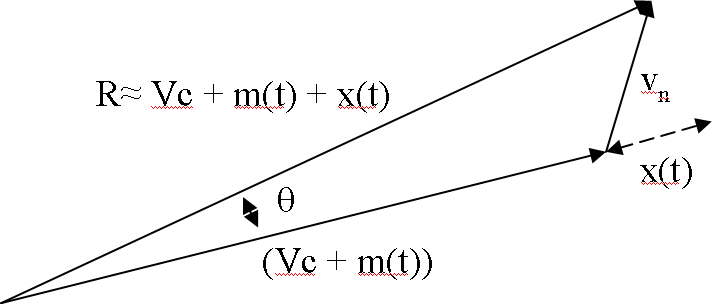 R≈ Vc + m(t) + x(t)
vₙ
θ
x(t)
(Vc + m(t))